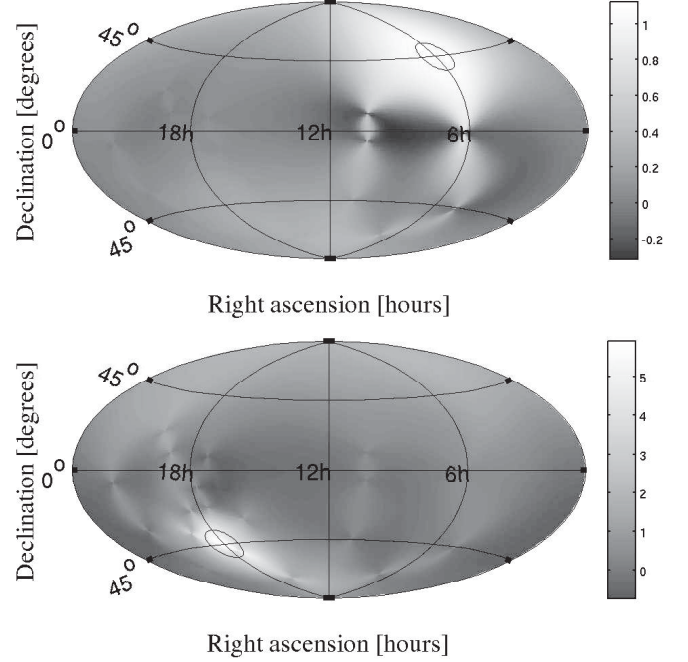 45°
1
0.8
0.6
0.4
0.2
0
-0.2
Declination [degrees]
0°
18h
12h
6h
45°
Right ascension [hours]
45°
5
4
3
2
1
0
Declination [degrees]
0°
18h
12h
6h
45°
Right ascension [hours]